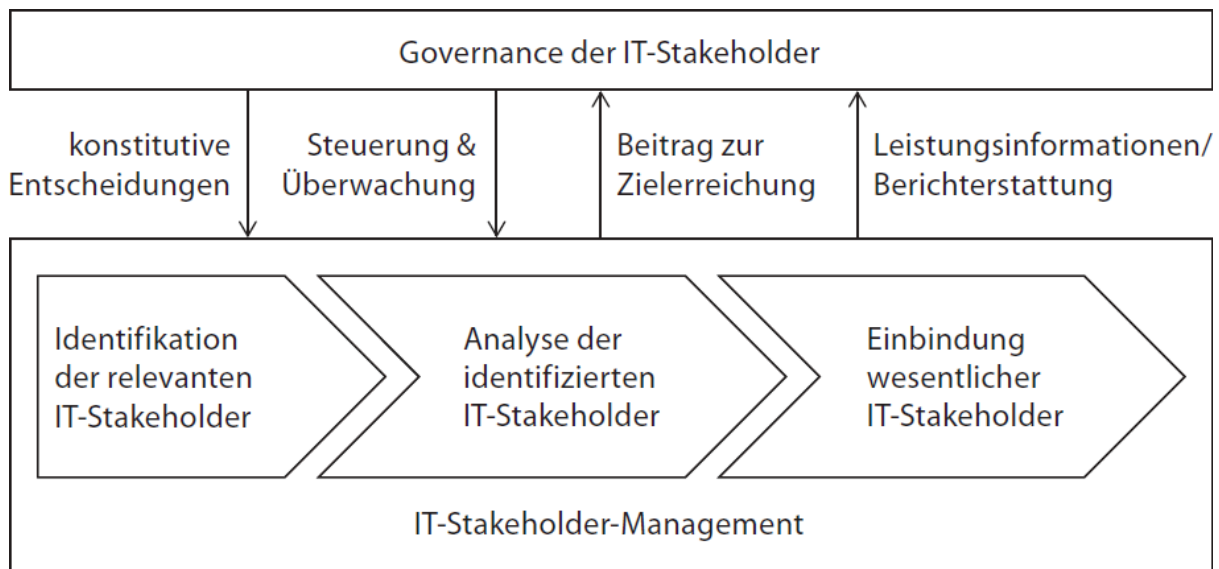 Governance der IT-Stakeholder
konstitutive
Entscheidungen
Steuerung &
Überwachung
Beitrag zur
Zielerreichung
Leistungsinformationen/
Berichterstattung
Identifikation
der relevanten
IT-Stakeholder
Analyse der
identifizierten
IT-Stakeholder
Einbindung
wesentlicher
IT-Stakeholder
IT-Stakeholder-Management